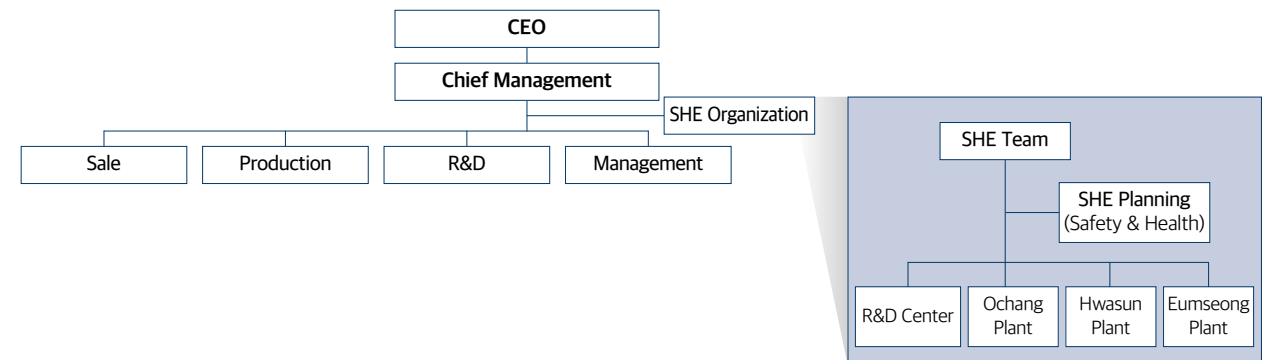 CEO
Chief Management
SHE Organization
Sale
Production
R&D
Management
SHE Team
SHE Planning
(Safety & Health)
R&D Center
Ochang
Plant
Hwasun
Plant
Eumseong
Plant